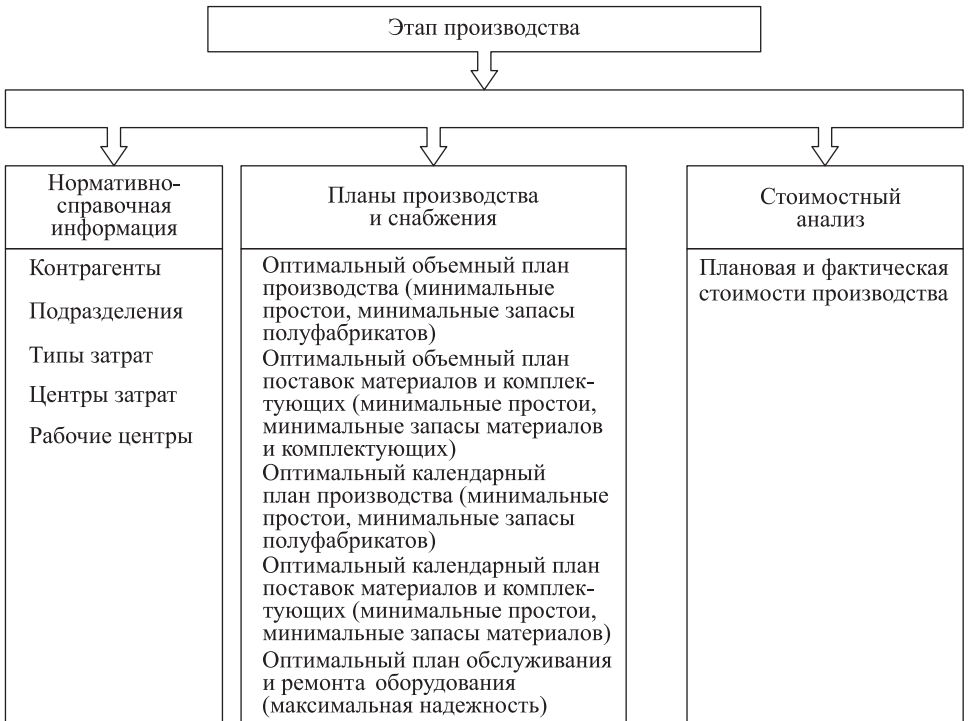 Этап производства
Нормативно-
справочная
информация
Контрагенты
Подразделения
Типы затрат
Центры затрат
Рабочие центры
Планы производства
и снабжения
Оптимальный объемный план
производства (минимальные
простои, минимальные запасы
полуфабрикатов)
Оптимальный объемный план
поставок материалов и комплек-
тующих (минимальные простои,
минимальные запасы материалов
и комплектующих)
Оптимальный календарный
план производства (минимальные
простои, минимальные запасы
полуфабрикатов)
Оптимальный календарный план
поставок материалов и комплек-
тующих (минимальные простои,
минимальные запасы материалов)
Оптимальный план обслуживания
и ремонта оборудования
(максимальная надежность)
Стоимостный
анализ
Плановая и фактическая
стоимости производства